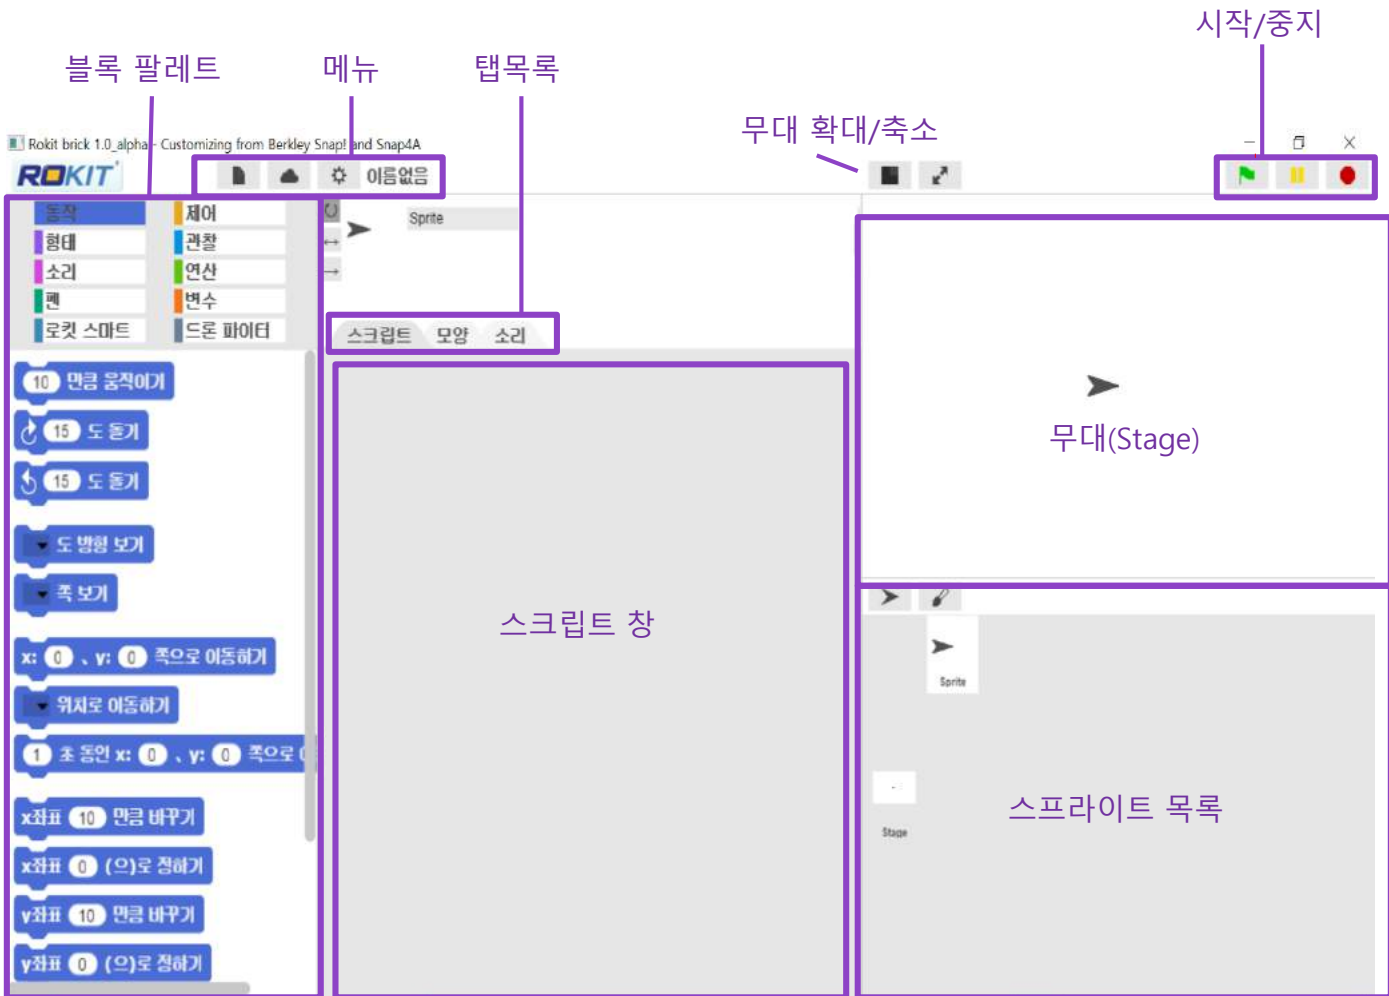 시작/중지
블록 팔레트
메뉴
탭목록
무대 확대/축소
Rokit brick 1.0_alpha - Customizing from Berkley Snap! and Snap4A
ROKIT
이름없음
동작
제어
형태
관찰
소리
연산
펜
변수
로킷 스마트
드론 파이터
Sprite
스크립트
모양
소리
10 만큼 움직이기
15 도 돌기
15 도 돌기
도 방향 보기
쪽 보기
x: 0 、y: 0 쪽으로 이동하기
위치로 이동하기
1 초 동안 x: 0 、y: 0 쪽으로
x좌표 10 만큼 바꾸기
x좌표 0 (으)로 정하기
y좌표 10 만큼 바꾸기
y좌표 0 (으)로 정하기
스크립트 창
무대(Stage)
Sprite
Stage
스프라이트 목록